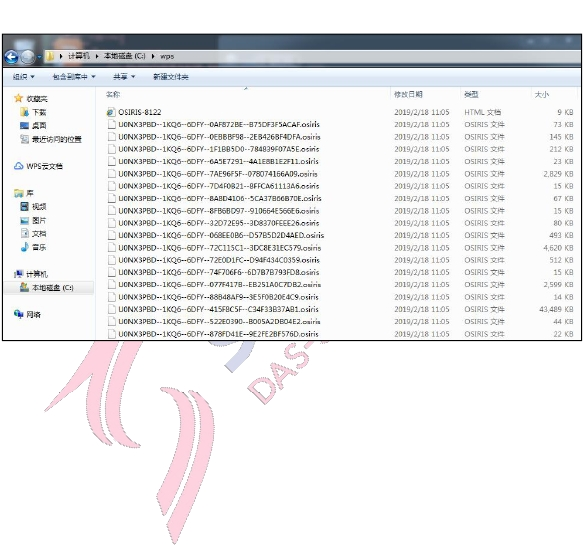 计算机 ▸ 本地磁盘 (C:) ▸ wps
组织 包含到库中 共享 新建文件夹
名称 修改日期 类型 大小
收藏夹
下载
桌面
最近访问的位置
WPS云文档
库
视频
图片
文档
音乐
计算机
本地磁盘 (C:)
网络
OSIRIS-8122 2019/2/18 11:05 HTML 文档 9 KB
U0NX3PBD--1KQ6--6DFY--0AF872BE--B75DF3F5ACAF.osiris 2019/2/18 11:05 OSIRIS 文件 73 KB
U0NX3PBD--1KQ6--6DFY--0EBBBF98--2EB426BF4DFA.osiris 2019/2/18 11:05 OSIRIS 文件 145 KB
U0NX3PBD--1KQ6--6DFY--1F1BB5D0--784839F07A5E.osiris 2019/2/18 11:05 OSIRIS 文件 212 KB
U0NX3PBD--1KQ6--6DFY--6A5E7291--4A1E8B1E2F11.osiris 2019/2/18 11:05 OSIRIS 文件 23 KB
U0NX3PBD--1KQ6--6DFY--7AE96F5F--078074166A09.osiris 2019/2/18 11:05 OSIRIS 文件 2,829 KB
U0NX3PBD--1KQ6--6DFY--7D4F0B21--8FFCA61113A6.osiris 2019/2/18 11:05 OSIRIS 文件 15 KB
U0NX3PBD--1KQ6--6DFY--8A8D4106--5CA37B66B70E.osiris 2019/2/18 11:05 OSIRIS 文件 67 KB
U0NX3PBD--1KQ6--6DFY--8FB6BD97--910664E566E6.osiris 2019/2/18 11:05 OSIRIS 文件 15 KB
U0NX3PBD--1KQ6--6DFY--32D72E95--3D8370FEEE26.osiris 2019/2/18 11:05 OSIRIS 文件 80 KB
U0NX3PBD--1KQ6--6DFY--068EE0B6--D57B5D2D4AED.osiris 2019/2/18 11:05 OSIRIS 文件 493 KB
U0NX3PBD--1KQ6--6DFY--72C115C1--3DC8E31EC579.osiris 2019/2/18 11:05 OSIRIS 文件 4,620 KB
U0NX3PBD--1KQ6--6DFY--72E0D1FC--D94F434C0359.osiris 2019/2/18 11:05 OSIRIS 文件 512 KB
U0NX3PBD--1KQ6--6DFY--74F706F6--6D7B7B793FD8.osiris 2019/2/18 11:05 OSIRIS 文件 15 KB
U0NX3PBD--1KQ6--6DFY--077F417B--EB251A0C7DB2.osiris 2019/2/18 11:05 OSIRIS 文件 2,599 KB
U0NX3PBD--1KQ6--6DFY--88B48AF9--3E5F0B20E4C9.osiris 2019/2/18 11:05 OSIRIS 文件 14 KB
U0NX3PBD--1KQ6--6DFY--415FBC5F--C34F33B37AB1.osiris 2019/2/18 11:05 OSIRIS 文件 43,489 KB
U0NX3PBD--1KQ6--6DFY--522E0390--B005A2DB04E2.osiris 2019/2/18 11:05 OSIRIS 文件 44 KB
U0NX3PBD--1KQ6--6DFY--878FD41E--9E2FE2BF576D.osiris 2019/2/18 11:05 OSIRIS 文件 22 KB
DAS